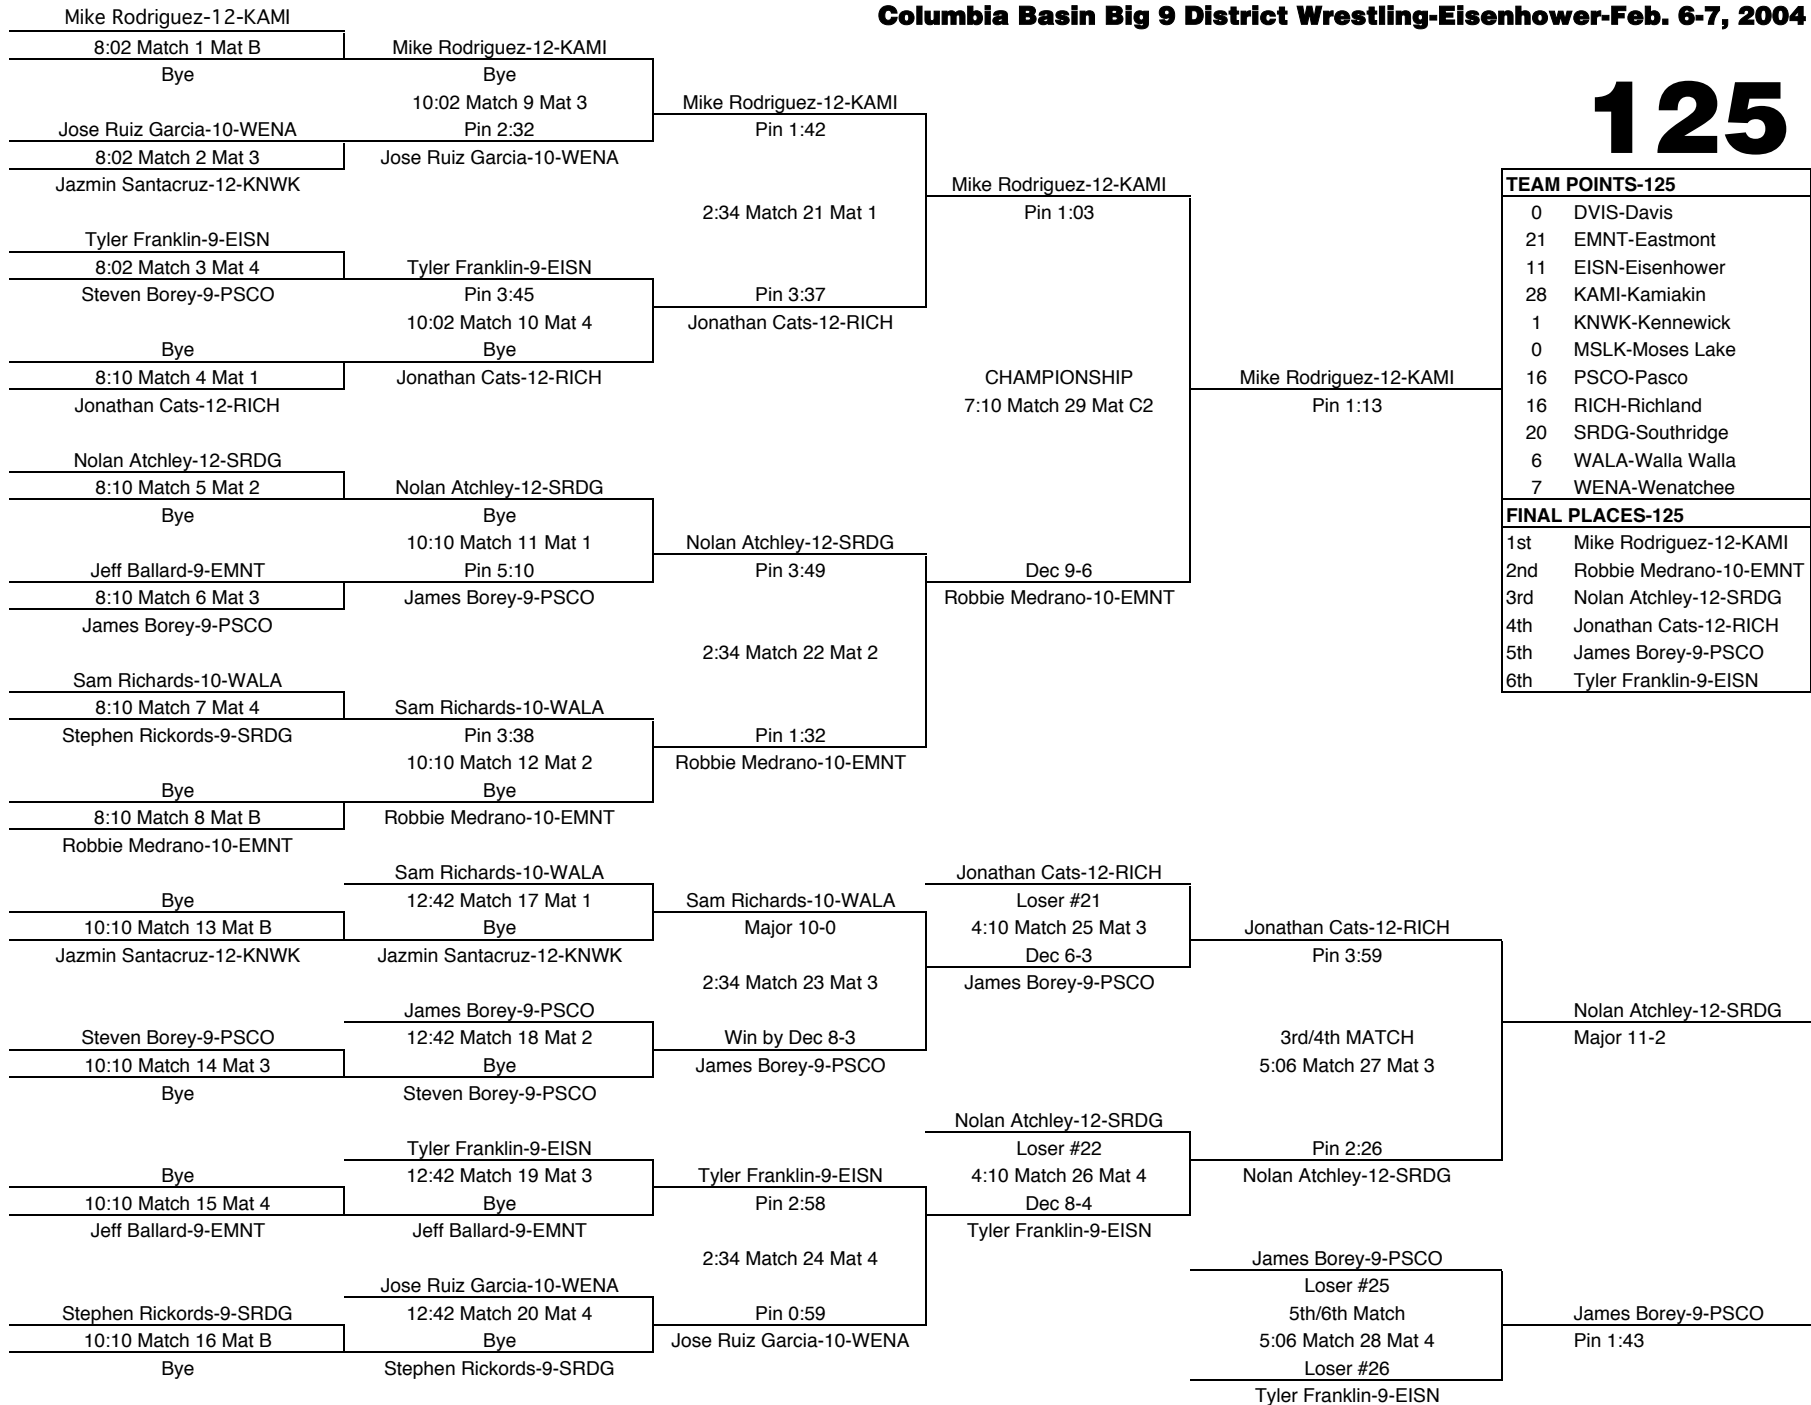 Columbia Basin Big 9 District Wrestling-Eisenhower-Feb. 6-7, 2004
125
Mike Rodriguez-12-KAMI
8:02 Match 1 Mat B
Bye
Jose Ruiz Garcia-10-WENA
8:02 Match 2 Mat 3
Jazmin Santacruz-12-KNWK
Tyler Franklin-9-EISN
8:02 Match 3 Mat 4
Steven Borey-9-PSCO
Bye
8:10 Match 4 Mat 1
Jonathan Cats-12-RICH
Nolan Atchley-12-SRDG
8:10 Match 5 Mat 2
Bye
Jeff Ballard-9-EMNT
8:10 Match 6 Mat 3
James Borey-9-PSCO
Sam Richards-10-WALA
8:10 Match 7 Mat 4
Stephen Rickords-9-SRDG
Bye
8:10 Match 8 Mat B
Robbie Medrano-10-EMNT
Mike Rodriguez-12-KAMI
Bye
10:02 Match 9 Mat 3
Pin 2:32
Jose Ruiz Garcia-10-WENA
Tyler Franklin-9-EISN
Pin 3:45
10:02 Match 10 Mat 4
Bye
Jonathan Cats-12-RICH
Nolan Atchley-12-SRDG
Bye
10:10 Match 11 Mat 1
Pin 5:10
James Borey-9-PSCO
Sam Richards-10-WALA
Pin 3:38
10:10 Match 12 Mat 2
Bye
Robbie Medrano-10-EMNT
Mike Rodriguez-12-KAMI
Pin 1:42
2:34 Match 21 Mat 1
Pin 3:37
Jonathan Cats-12-RICH
Nolan Atchley-12-SRDG
Pin 3:49
2:34 Match 22 Mat 2
Pin 1:32
Robbie Medrano-10-EMNT
Mike Rodriguez-12-KAMI
Pin 1:03
CHAMPIONSHIP
7:10 Match 29 Mat C2
Dec 9-6
Robbie Medrano-10-EMNT
Mike Rodriguez-12-KAMI
Pin 1:13
TEAM POINTS-125
0 DVIS-Davis
21 EMNT-Eastmont
11 EISN-Eisenhower
28 KAMI-Kamiakin
1 KNWK-Kennewick
0 MSLK-Moses Lake
16 PSCO-Pasco
16 RICH-Richland
20 SRDG-Southridge
6 WALA-Walla Walla
7 WENA-Wenatchee
FINAL PLACES-125
1st Mike Rodriguez-12-KAMI
2nd Robbie Medrano-10-EMNT
3rd Nolan Atchley-12-SRDG
4th Jonathan Cats-12-RICH
5th James Borey-9-PSCO
6th Tyler Franklin-9-EISN
Bye
10:10 Match 13 Mat B
Jazmin Santacruz-12-KNWK
Steven Borey-9-PSCO
10:10 Match 14 Mat 3
Bye
Bye
10:10 Match 15 Mat 4
Jeff Ballard-9-EMNT
Stephen Rickords-9-SRDG
10:10 Match 16 Mat B
Bye
Sam Richards-10-WALA
12:42 Match 17 Mat 1
Bye
Jazmin Santacruz-12-KNWK
James Borey-9-PSCO
12:42 Match 18 Mat 2
Bye
Steven Borey-9-PSCO
Tyler Franklin-9-EISN
12:42 Match 19 Mat 3
Bye
Jeff Ballard-9-EMNT
Jose Ruiz Garcia-10-WENA
12:42 Match 20 Mat 4
Bye
Stephen Rickords-9-SRDG
Sam Richards-10-WALA
Major 10-0
2:34 Match 23 Mat 3
Win by Dec 8-3
James Borey-9-PSCO
Tyler Franklin-9-EISN
Pin 2:58
2:34 Match 24 Mat 4
Pin 0:59
Jose Ruiz Garcia-10-WENA
Jonathan Cats-12-RICH
Loser #21
4:10 Match 25 Mat 3
Dec 6-3
James Borey-9-PSCO
Nolan Atchley-12-SRDG
Loser #22
4:10 Match 26 Mat 4
Dec 8-4
Tyler Franklin-9-EISN
Jonathan Cats-12-RICH
Pin 3:59
3rd/4th MATCH
5:06 Match 27 Mat 3
Pin 2:26
Nolan Atchley-12-SRDG
James Borey-9-PSCO
Loser #25
5th/6th Match
5:06 Match 28 Mat 4
Loser #26
Tyler Franklin-9-EISN
Nolan Atchley-12-SRDG
Major 11-2
James Borey-9-PSCO
Pin 1:43